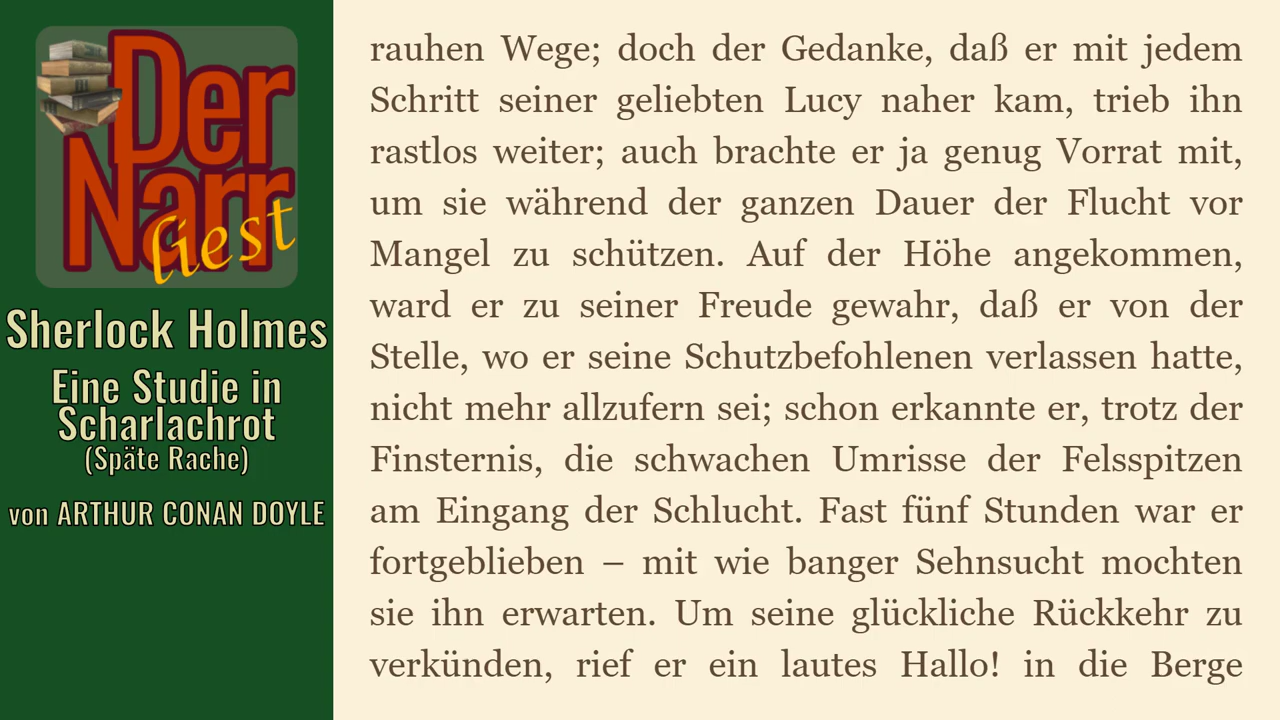 Der
Narr
liest
Sherlock Holmes
Eine Studie in
Scharlachrot
(Späte Rache)
von ARTHUR CONAN DOYLE
rauhen Wege; doch der Gedanke, daß er mit jedem
Schritt seiner geliebten Lucy naher kam, trieb ihn
rastlos weiter; auch brachte er ja genug Vorrat mit,
um sie während der ganzen Dauer der Flucht vor
Mangel zu schützen. Auf der Höhe angekommen,
ward er zu seiner Freude gewahr, daß er von der
Stelle, wo er seine Schutzbefohlenen verlassen hatte,
nicht mehr allzufern sei; schon erkannte er, trotz der
Finsternis, die schwachen Umrisse der Felsspitzen
am Eingang der Schlucht. Fast fünf Stunden war er
fortgeblieben – mit wie banger Sehnsucht mochten
sie ihn erwarten. Um seine glückliche Rückkehr zu
verkünden, rief er ein lautes Hallo! in die Berge